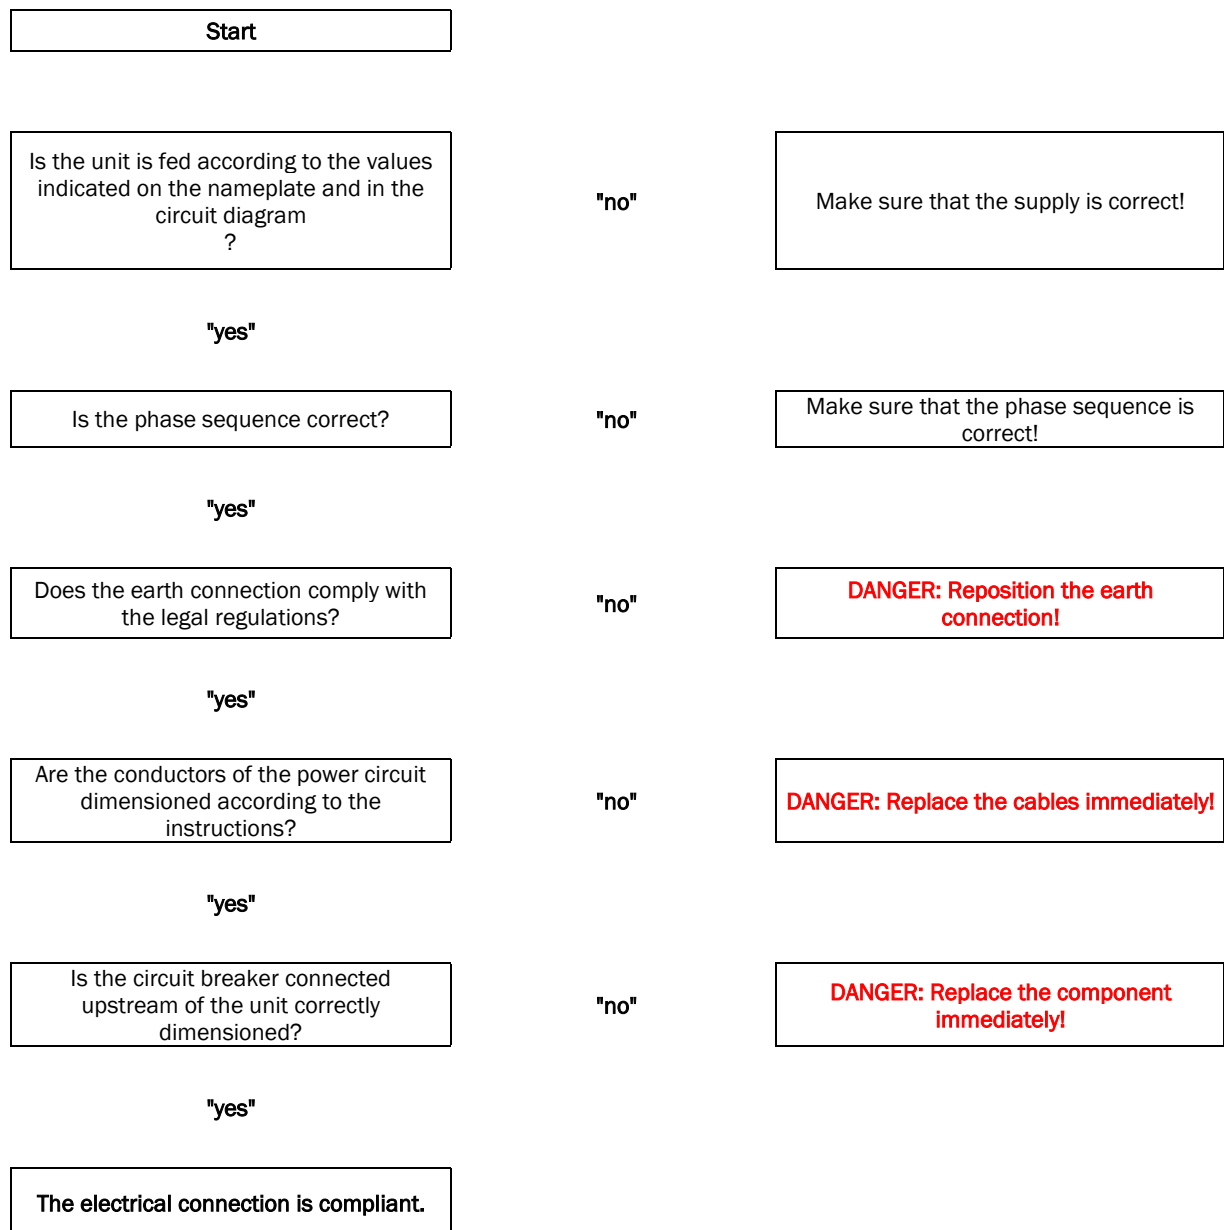 Start
Is the unit is fed according to the values
indicated on the nameplate and in the
circuit diagram
?
"no"
Make sure that the supply is correct!
"yes"
Is the phase sequence correct?
"no"
Make sure that the phase sequence is
correct!
"yes"
Does the earth connection comply with
the legal regulations?
"no"
DANGER: Reposition the earth
connection!
"yes"
Are the conductors of the power circuit
dimensioned according to the
instructions?
"no"
DANGER: Replace the cables immediately!
"yes"
Is the circuit breaker connected
upstream of the unit correctly
dimensioned?
"no"
DANGER: Replace the component
immediately!
"yes"
The electrical connection is compliant.